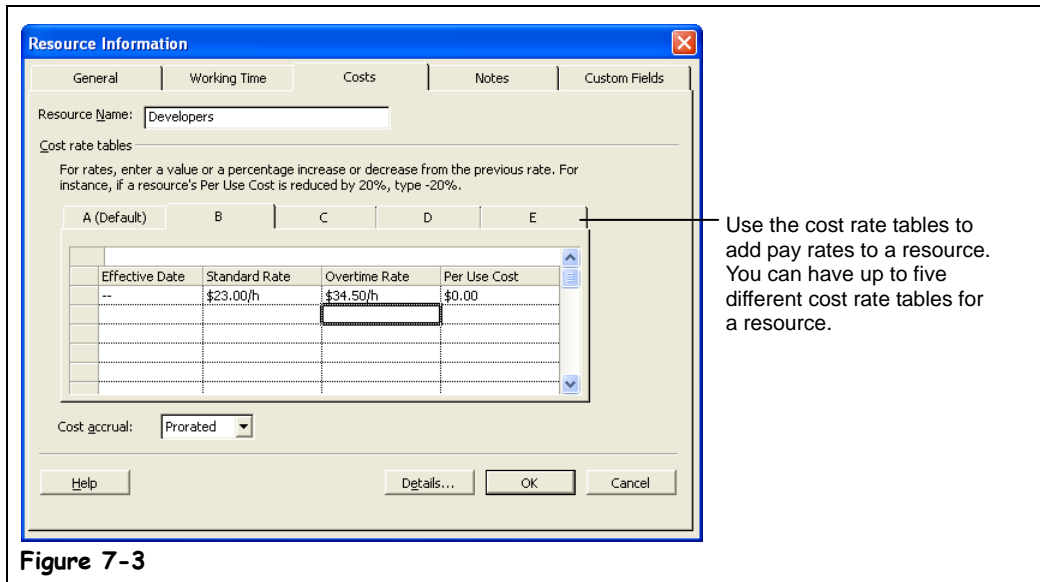 Resource Information
General Working Time Costs Notes Custom Fields
Resource Name: Developers
Cost rate tables
For rates, enter a value or a percentage increase or decrease from the previous rate. For
instance, if a resource's Per Use Cost is reduced by 20%, type -20%.
A (Default) B C D E
Effective Date Standard Rate Overtime Rate Per Use Cost
-- $23.00/h $34.50/h $0.00
Cost accrual: Prorated
Help Details... OK Cancel
Use the cost rate tables to
add pay rates to a resource.
You can have up to five
different cost rate tables for
a resource.
Figure 7-3